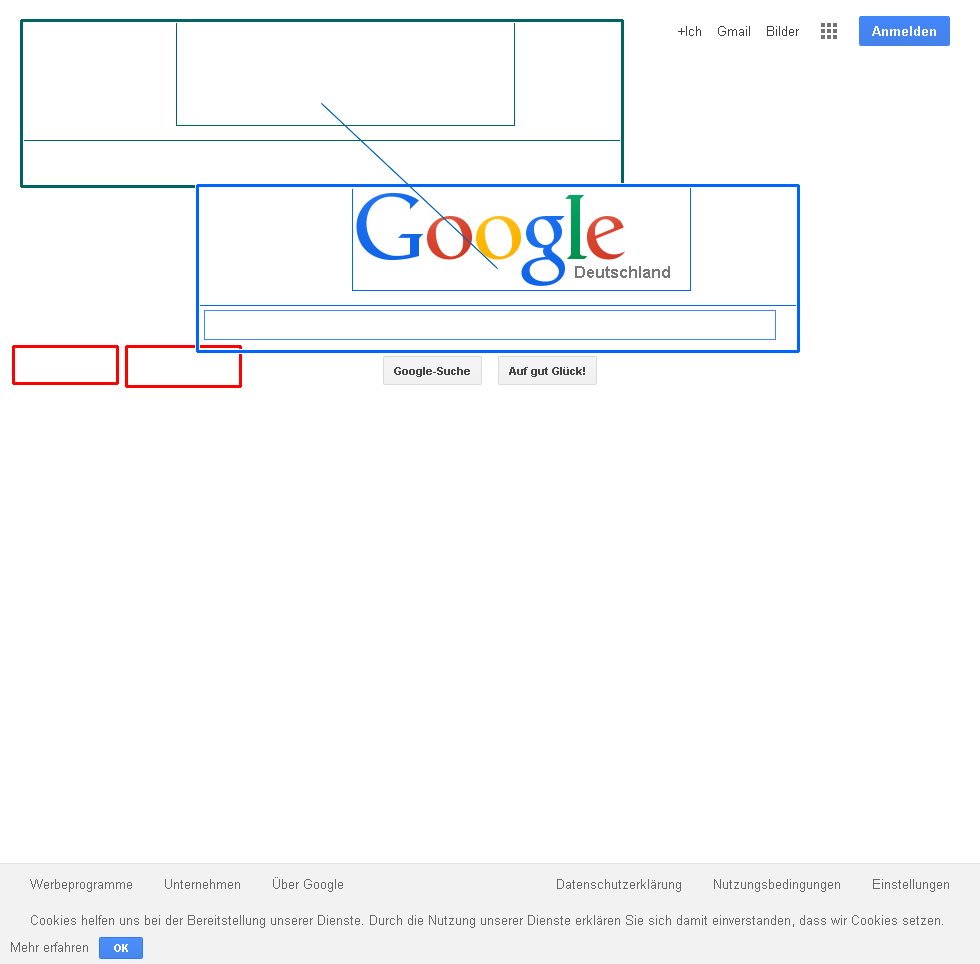 +Ich Gmail Bilder Anmelden
Google
Deutschland
Google-Suche Auf gut Glück!
Werbeprogramme Unternehmen Über Google Datenschutzerklärung Nutzungsbedingungen Einstellungen
Cookies helfen uns bei der Bereitstellung unserer Dienste. Durch die Nutzung unserer Dienste erklären Sie sich damit einverstanden, dass wir Cookies setzen.
Mehr erfahren OK